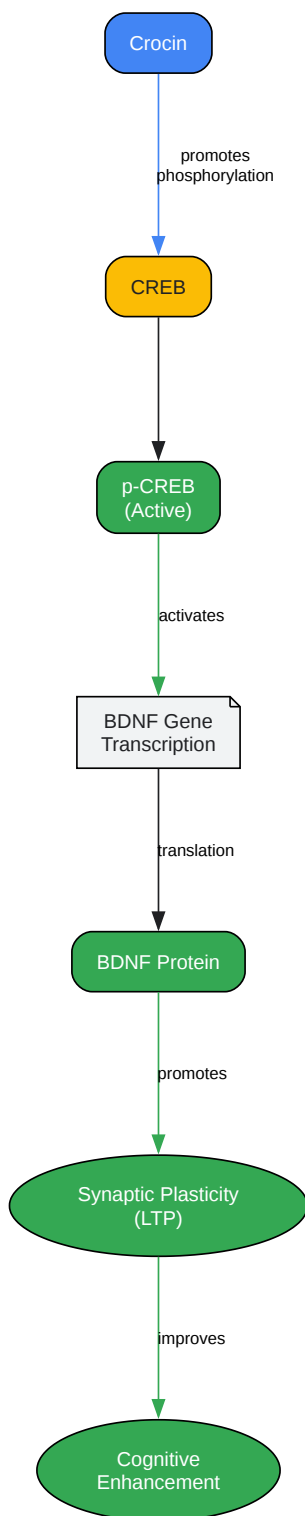 Crocin
promotes
phosphorylation
CREB
p-CREB
(Active)
activates
BDNF Gene
Transcription
translation
BDNF Protein
promotes
Synaptic Plasticity
(LTP)
improves
Cognitive
Enhancement